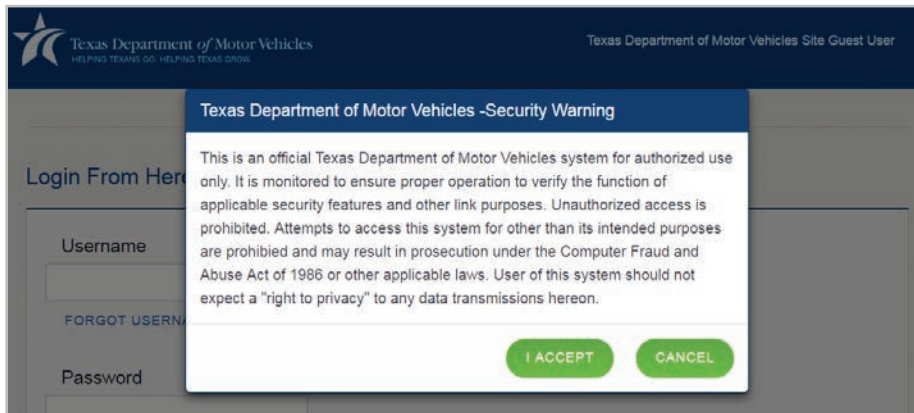 Texas Department of Motor Vehicles
HELPING TEXANS GO. HELPING TEXAS GROW.
Texas Department of Motor Vehicles Site Guest User
Texas Department of Motor Vehicles -Security Warning
This is an official Texas Department of Motor Vehicles system for authorized use
only. It is monitored to ensure proper operation to verify the function of
applicable security features and other link purposes. Unauthorized access is
prohibited. Attempts to access this system for other than its intended purposes
are prohibied and may result in prosecution under the Computer Fraud and
Abuse Act of 1986 or other applicable laws. User of this system should not
expect a "right to privacy" to any data transmissions hereon.
I ACCEPT
CANCEL
Login From Here
Username
FORGOT USERNA
Password